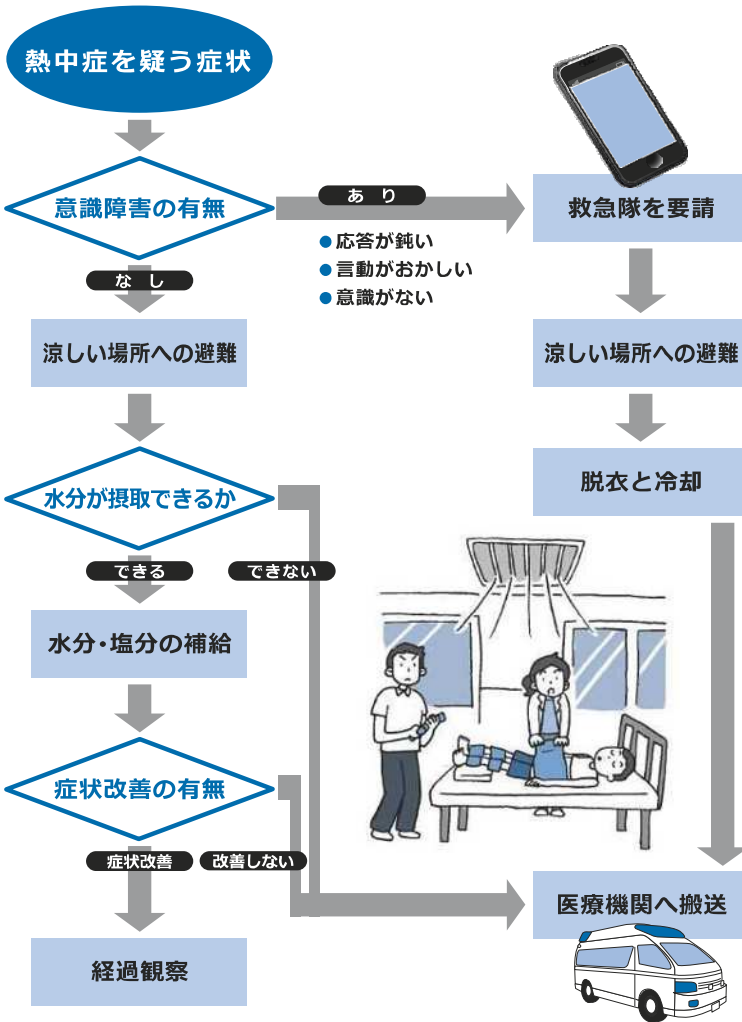 熱中症を疑う症状
意識障害の有無
あり
救急隊を要請
●応答が鈍い
●言動がおかしい
●意識がない
なし
涼しい場所への避難
涼しい場所への避難
水分が摂取できるか
脱衣と冷却
できる
できない
水分・塩分の補給
症状改善の有無
症状改善
改善しない
医療機関へ搬送
経過観察